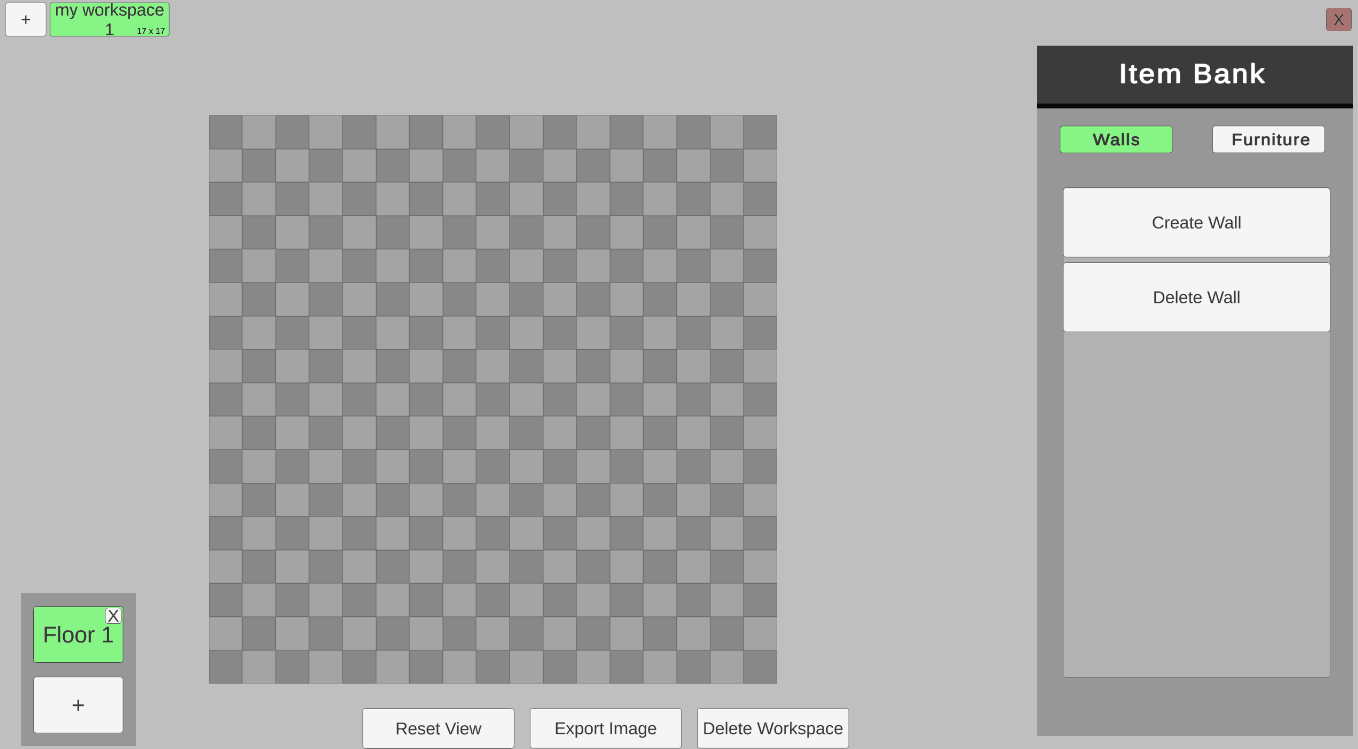 +
my workspace
1
17 x 17
X
Item Bank
Walls
Furniture
Create Wall
Delete Wall
X
Floor 1
+
Reset View
Export Image
Delete Workspace